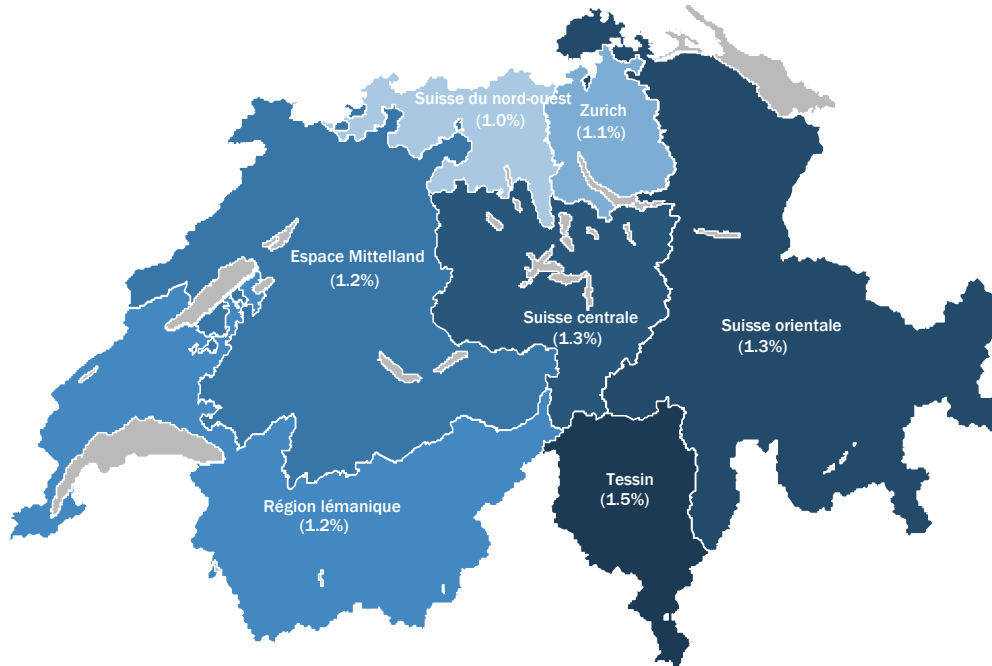 Suisse du nord-ouest
(1.0%)
Zurich
(1.1%)
Espace Mittelland
(1.2%)
Suisse centrale
(1.3%)
Suisse orientale
(1.3%)
Région lémanique
(1.2%)
Tessin
(1.5%)